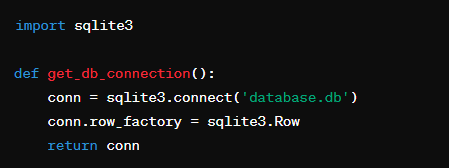 import sqlite3

def get_db_connection():
    conn = sqlite3.connect('database.db')
    conn.row_factory = sqlite3.Row
    return conn